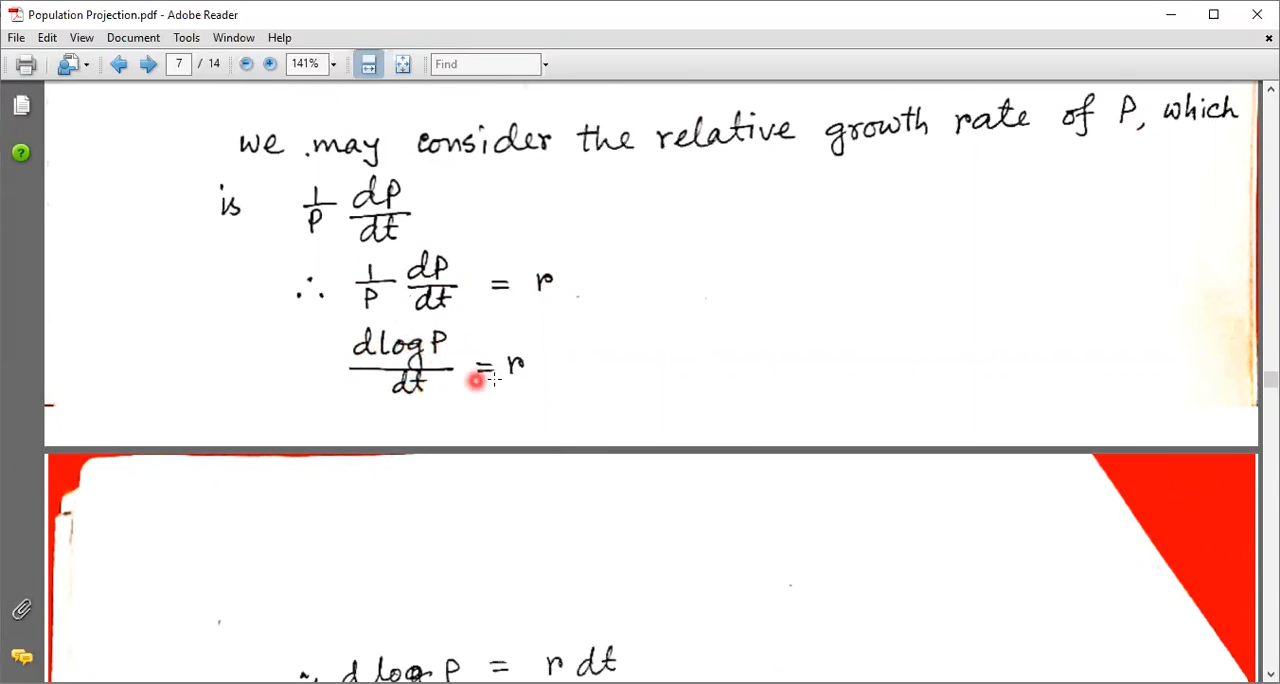 Population Projection.pdf - Adobe Reader
File Edit View Document Tools Window Help
7 / 14 141% Find
we may consider the relative growth rate of P, which
is 1/P dP/dt
∴ 1/P dP/dt = r
dlogP/dt = r
d log P = r dt